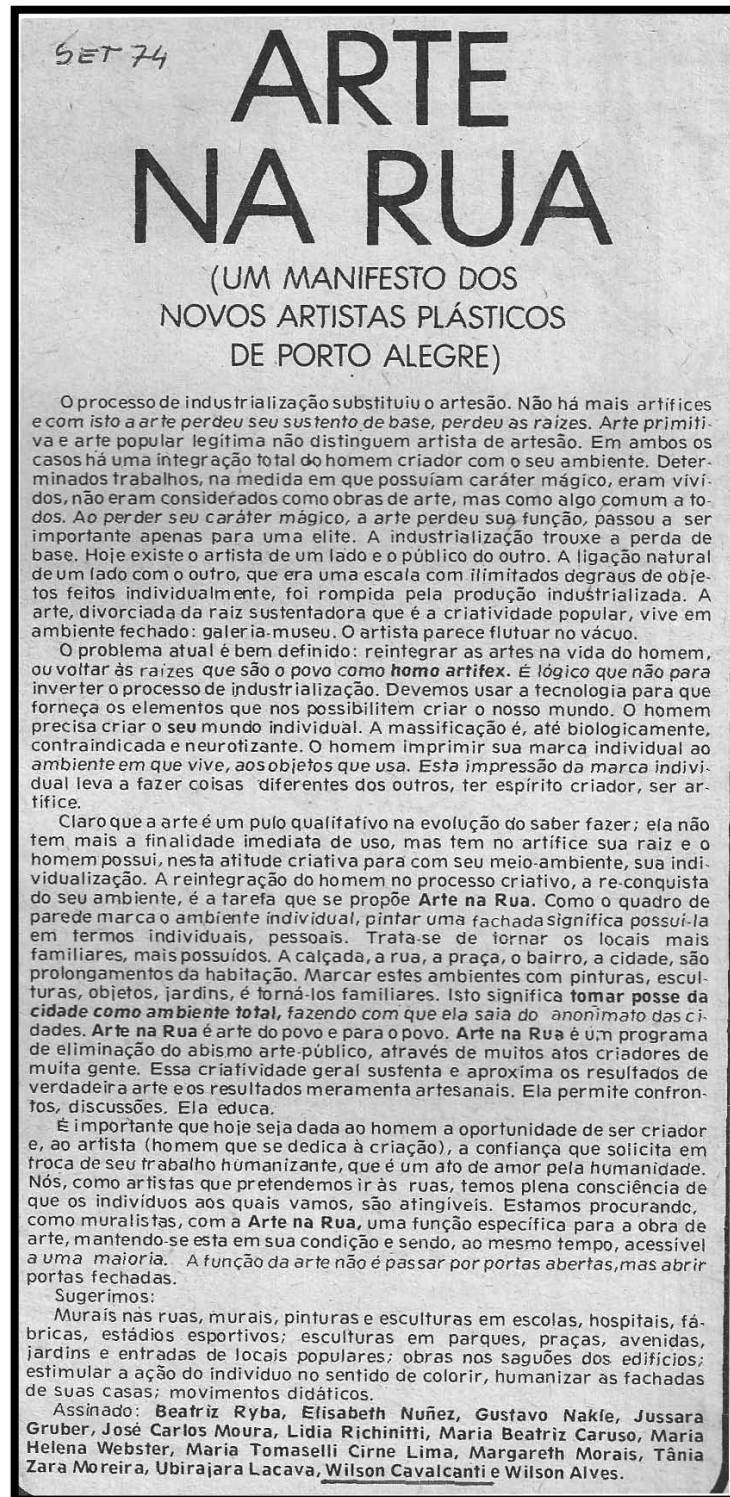 SET 74
ARTE
NA RUA
(UM MANIFESTO DOS
NOVOS ARTISTAS PLÁSTICOS
DE PORTO ALEGRE)
O processo de industrialização substituiu o artesão. Não há mais artífices
e com isto a arte perdeu seu sustento de base, perdeu as raízes. Arte primiti-
va e arte popular legítima não distinguem artista de artesão. Em ambos os
casos há uma integração total do homem criador com o seu ambiente. Deter-
minados trabalhos, na medida em que possuíam caráter mágico, eram vivi-
dos, não eram considerados como obras de arte, mas como algo comum a to-
dos. Ao perder seu caráter mágico, a arte perdeu sua função, passou a ser
importante apenas para uma elite. A industrialização trouxe a perda de
base. Hoje existe o artista de um lado e o público do outro. A ligação natural
de um lado com o outro, que era uma escala com ilimitados degraus de obje-
tos feitos individualmente, foi rompida pela produção industrializada. A
arte, divorciada da raiz sustentadora que é a criatividade popular, vive em
ambiente fechado: galeria-museu. O artista parece flutuar no vácuo.
O problema atual é bem definido: reintegrar as artes na vida do homem,
ou voltar às raízes que são o povo como homo artifex. É lógico que não para
inverter o processo de industrialização. Devemos usar a tecnologia para que
forneça os elementos que nos possibilitem criar o nosso mundo. O homem
precisa criar o seu mundo individual. A massificação é, até biologicamente,
contraindicada e neurotizante. O homem imprimir sua marca individual ao
ambiente em que vive, aos objetos que usa. Esta impressão da marca indivi-
dual leva a fazer coisas diferentes dos outros, ter espírito criador, ser ar-
tífice.
Claro que a arte é um pulo qualitativo na evolução do saber fazer; ela não
tem mais a finalidade imediata de uso, mas tem no artífice sua raiz e o
homem possui, nesta atitude criativa para com seu meio-ambiente, sua indi-
vidualização. A reintegração do homem no processo criativo, a re-conquista
do seu ambiente, é a tarefa que se propõe Arte na Rua. Como o quadro de
parede marca o ambiente individual, pintar uma fachada significa possuí-la
em termos individuais, pessoais. Trata-se de tornar os locais mais
familiares, mais possuídos. A calçada, a rua, a praça, o bairro, a cidade, são
prolongamentos da habitação. Marcar estes ambientes com pinturas, escul-
turas, objetos, jardins, é torná-los familiares. Isto significa tomar posse da
cidade como ambiente total, fazendo com que ela saia do anonimato das ci-
dades. Arte na Rua é arte do povo e para o povo. Arte na Rua é um programa
de eliminação do abismo arte-público, através de muitos atos criadores de
muita gente. Essa criatividade geral sustenta e aproxima os resultados de
verdadeira arte e os resultados meramenta artesanais. Ela permite confron-
tos, discussões. Ela educa.
É importante que hoje seja dada ao homem a oportunidade de ser criador
e, ao artista (homem que se dedica à criação), a confiança que solicita em
troca de seu trabalho humanizante, que é um ato de amor pela humanidade.
Nós, como artistas que pretendemos ir às ruas, temos plena consciência de
que os indivíduos aos quais vamos, são atingíveis. Estamos procurando,
como muralistas, com a Arte na Rua, uma função específica para a obra de
arte, mantendo-se esta em sua condição e sendo, ao mesmo tempo, acessível
a uma maioria. A função da arte não é passar por portas abertas, mas abrir
portas fechadas.
Sugerimos:
Murais nas ruas, murais, pinturas e esculturas em escolas, hospitais, fá-
bricas, estádios esportivos; esculturas em parques, praças, avenidas,
jardins e entradas de locais populares; obras nos saguões dos edifícios;
estimular a ação do indivíduo no sentido de colorir, humanizar as fachadas
de suas casas; movimentos didáticos.
Assinado: Beatriz Ryba, Elisabeth Nuñez, Gustavo Nakle, Jussara
Gruber, José Carlos Moura, Lidia Richinitti, Maria Beatriz Caruso, Maria
Helena Webster, Maria Tomaselli Cirne Lima, Margareth Morais, Tânia
Zara Moreira, Ubirajara Lacava, Wilson Cavalcanti e Wilson Alves.